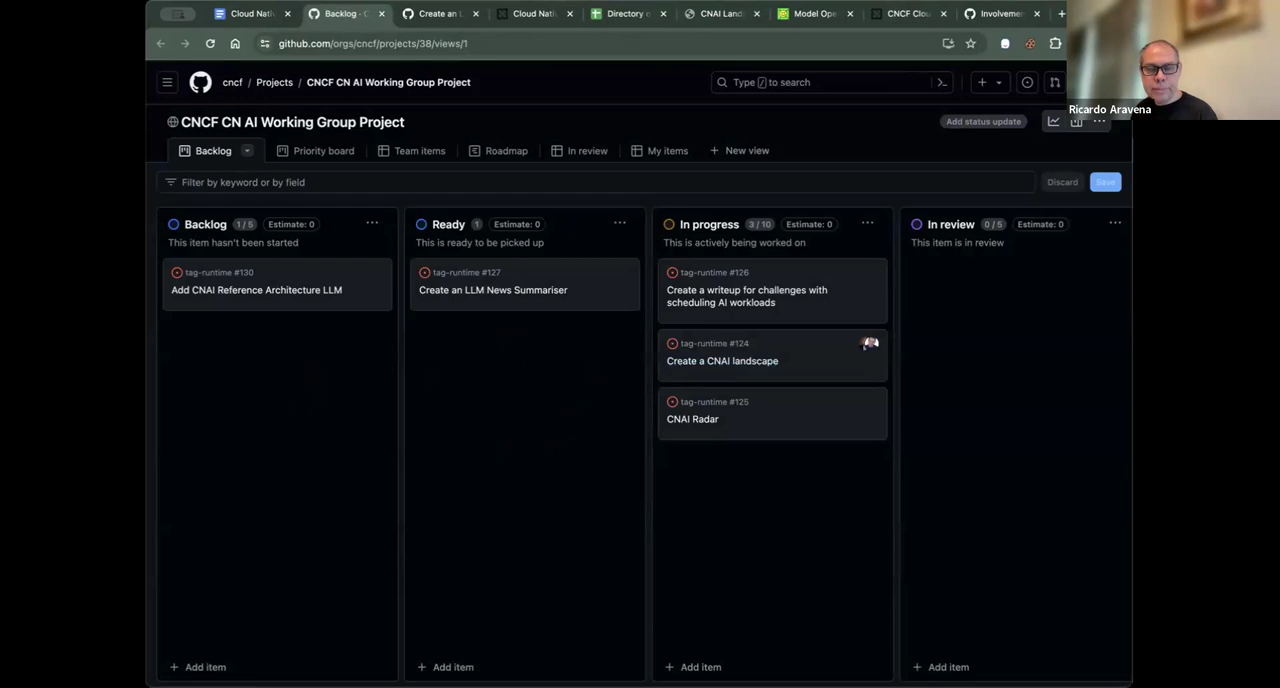 Cloud Nati
Backlog - C
Create an L
Cloud Nati
Directory o
CNAI Land
Model Ope
CNCF Clou
Involvemen
github.com/orgs/cncf/projects/38/views/1
cncf / Projects / CNCF CN AI Working Group Project
Type / to search
Ricardo Aravena
CNCF CN AI Working Group Project
Add status update
Backlog
Priority board
Team items
Roadmap
In review
My items
New view
Filter by keyword or by field
Discard
Save
Backlog 1 / 5 Estimate: 0
This item hasn't been started
tag-runtime #130
Add CNAI Reference Architecture LLM
Add item
Ready 1 Estimate: 0
This is ready to be picked up
tag-runtime #127
Create an LLM News Summariser
Add item
In progress 3 / 10 Estimate: 0
This is actively being worked on
tag-runtime #126
Create a writeup for challenges with
scheduling AI workloads
tag-runtime #124
Create a CNAI landscape
tag-runtime #125
CNAI Radar
Add item
In review 0 / 5 Estimate: 0
This item is in review
Add item